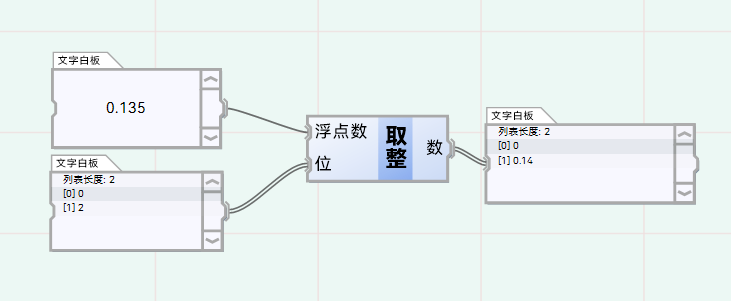 文字白板
0.135
文字白板
列表长度: 2
[0] 0
[1] 2
浮点数
位
取整
数
文字白板
列表长度: 2
[0] 0
[1] 0.14